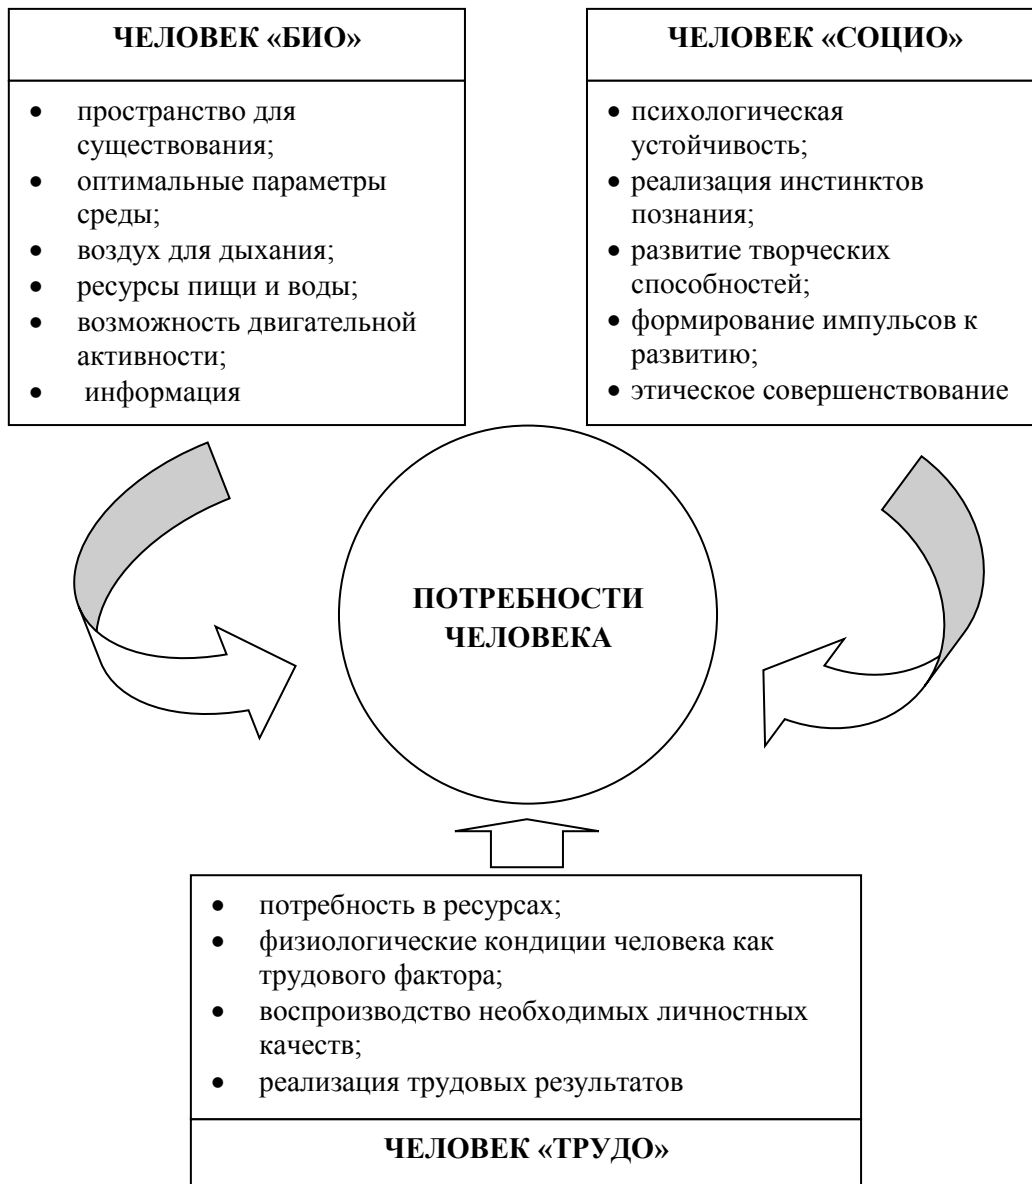 ЧЕЛОВЕК «БИО»
• пространство для
существования;
• оптимальные параметры
среды;
• воздух для дыхания;
• ресурсы пищи и воды;
• возможность двигательной
активности;
• информация
ЧЕЛОВЕК «СОЦИО»
• психологическая
устойчивость;
• реализация инстинктов
познания;
• развитие творческих
способностей;
• формирование импульсов к
развитию;
• этическое совершенствование
ПОТРЕБНОСТИ
ЧЕЛОВЕКА
• потребность в ресурсах;
• физиологические кондиции человека как
трудового фактора;
• воспроизводство необходимых личностных
качеств;
• реализация трудовых результатов
ЧЕЛОВЕК «ТРУДО»